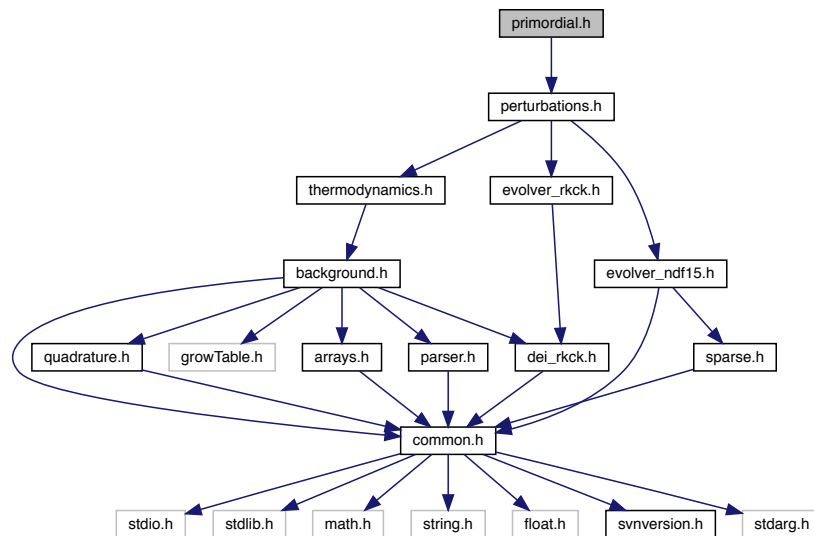 primordial.h
perturbations.h
thermodynamics.h
evolver_rkck.h
background.h
evolver_ndf15.h
quadrature.h
growTable.h
arrays.h
parser.h
dei_rkck.h
sparse.h
common.h
stdio.h
stdlib.h
math.h
string.h
float.h
svnversion.h
stdarg.h